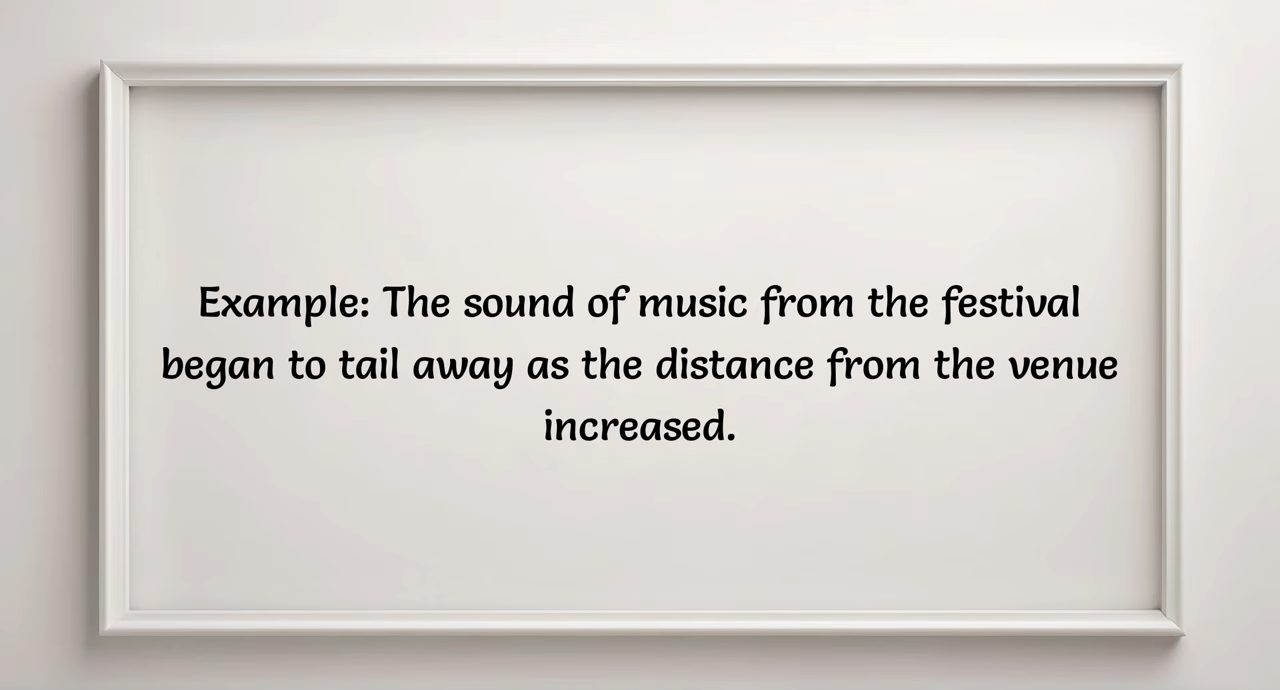 Example: The sound of music from the festival
began to tail away as the distance from the venue
increased.